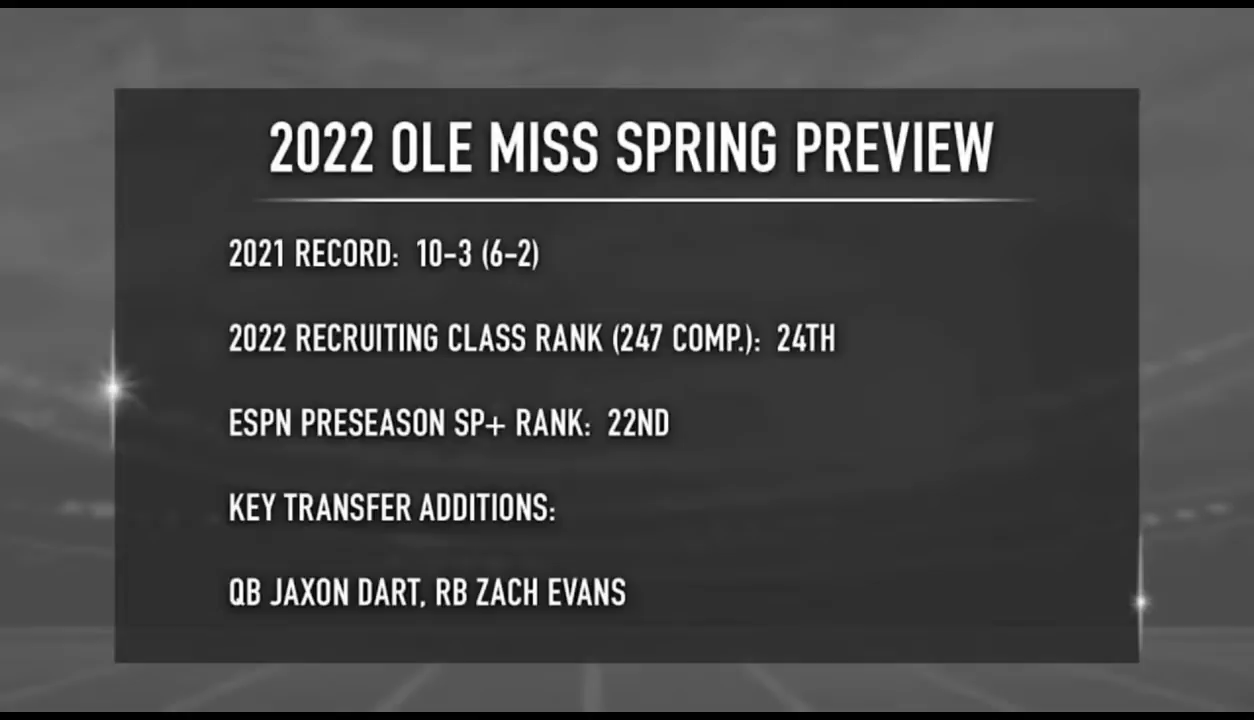 2022 OLE MISS SPRING PREVIEW
2021 RECORD: 10-3 (6-2)
2022 RECRUITING CLASS RANK (247 COMP.): 24TH
ESPN PRESEASON SP+ RANK: 22ND
KEY TRANSFER ADDITIONS:
QB JAXON DART, RB ZACH EVANS